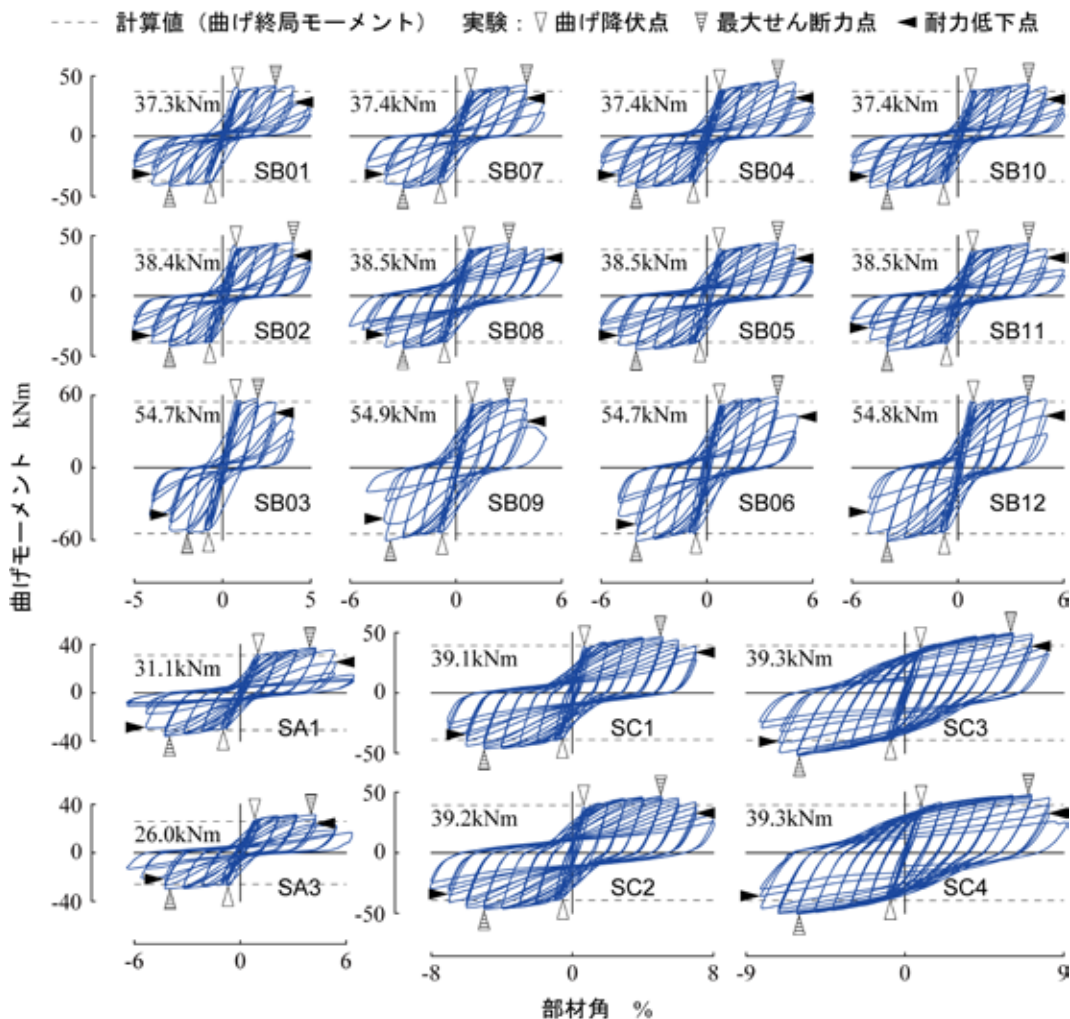 計算値（曲げ終局モーメント） 実験：曲げ降伏点 最大せん断力点 耐力低下点
50 0 -50
37.3kNm SB01
37.4kNm SB07
37.4kNm SB04
37.4kNm SB10
50 0 -50
38.4kNm SB02
38.5kNm SB08
38.5kNm SB05
38.5kNm SB11
60 0 -60
54.7kNm SB03
54.9kNm SB09
54.7kNm SB06
54.8kNm SB12
-5 0 5
-6 0 6
-6 0 6
-6 0 6
曲げモーメント kNm
40 0 -40
31.1kNm SA1
50 0 -50
39.1kNm SC1
39.3kNm SC3
40 0 -40
26.0kNm SA3
50 0 -50
39.2kNm SC2
39.3kNm SC4
-6 0 6
-8 0 8
-9 0 9
部材角 %